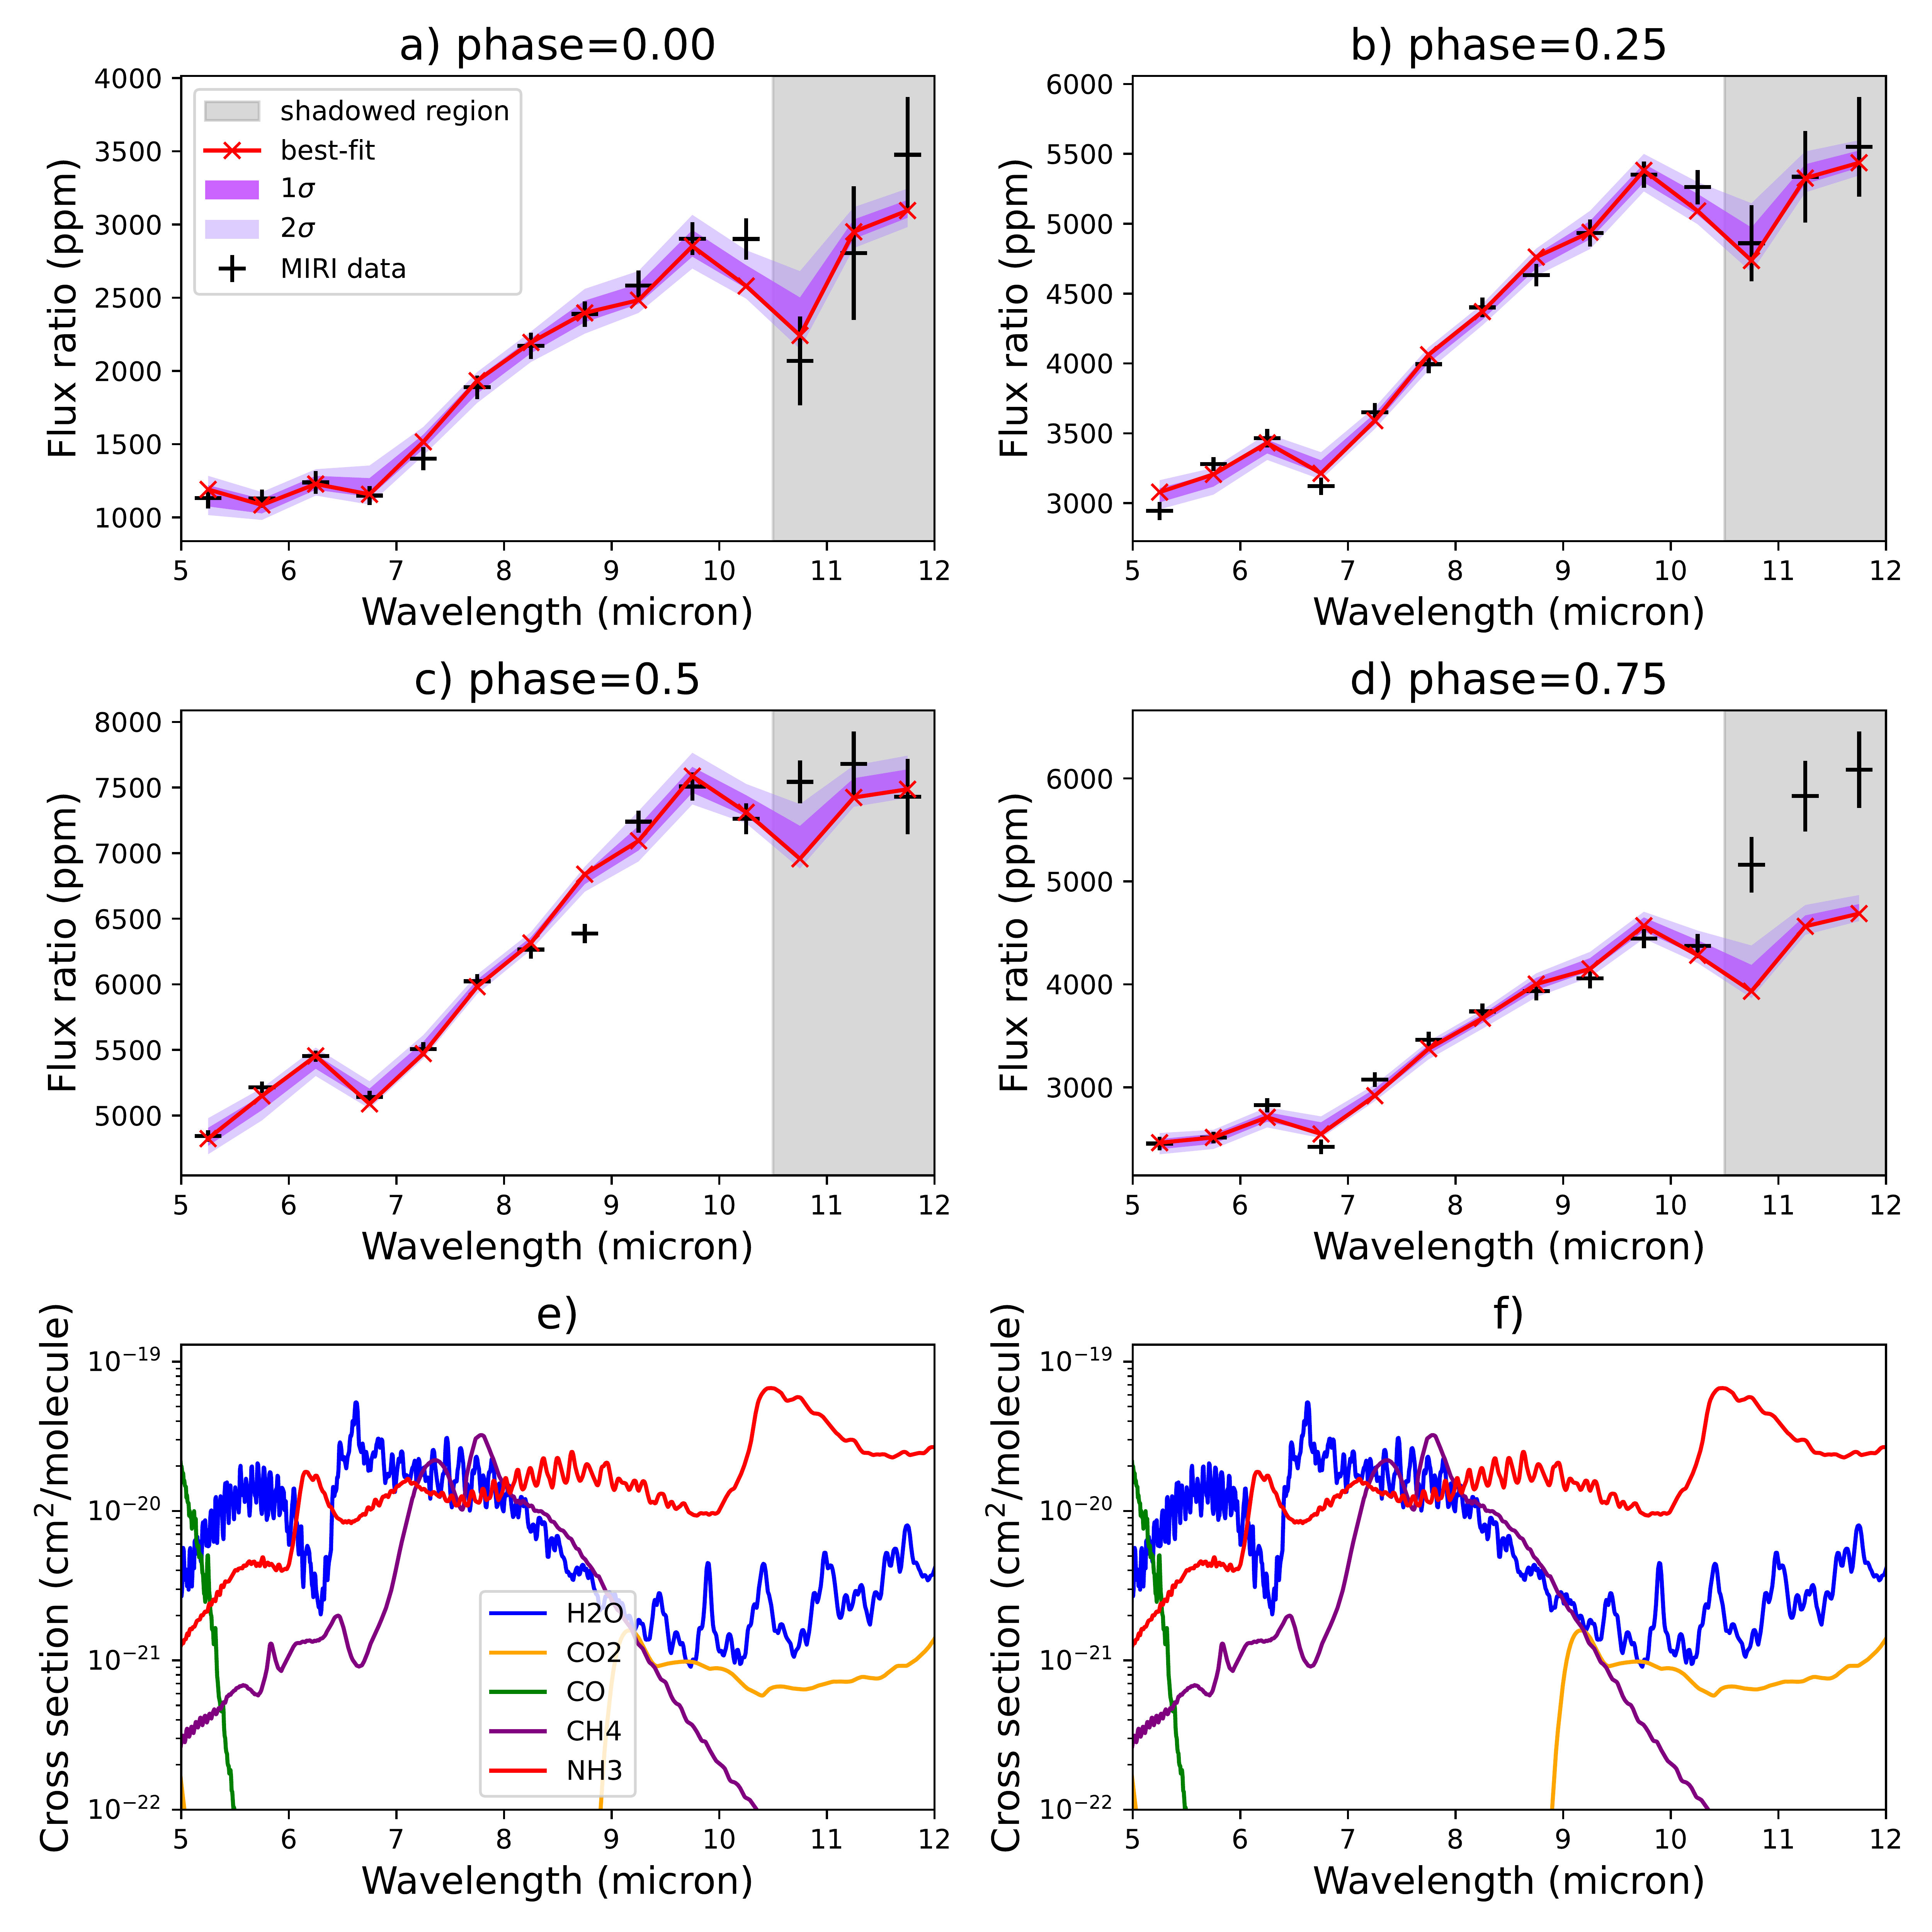 a) phase=0.00
Flux ratio (ppm)
4000
3500
3000
2500
2000
1500
1000
shadowed region
best-fit
1σ
2σ
MIRI data
5 6 7 8 9 10 11 12
Wavelength (micron)
b) phase=0.25
Flux ratio (ppm)
6000
5500
5000
4500
4000
3500
3000
5 6 7 8 9 10 11 12
Wavelength (micron)
c) phase=0.5
Flux ratio (ppm)
8000
7500
7000
6500
6000
5500
5000
5 6 7 8 9 10 11 12
Wavelength (micron)
d) phase=0.75
Flux ratio (ppm)
6000
5000
4000
3000
5 6 7 8 9 10 11 12
Wavelength (micron)
e)
Cross section (cm²/molecule)
10⁻¹⁹
10⁻²⁰
10⁻²¹
10⁻²²
H2O
CO2
CO
CH4
NH3
5 6 7 8 9 10 11 12
Wavelength (micron)
f)
Cross section (cm²/molecule)
10⁻¹⁹
10⁻²⁰
10⁻²¹
10⁻²²
5 6 7 8 9 10 11 12
Wavelength (micron)